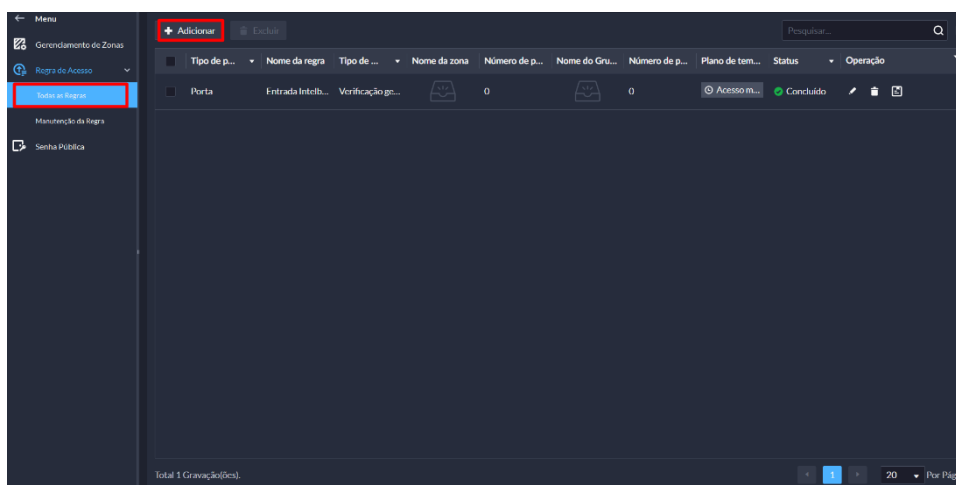 Menu
Gerenciamento de Zonas
Regra de Acesso
Todas as Regras
Manutenção da Regra
Senha Pública
Adicionar
Excluir
Pesquisar...
Tipo de p... Nome da regra Tipo de ... Nome da zona Número de p... Nome do Gru... Número de p... Plano de tem... Status Operação
Porta Entrada Intelb... Verificação ge... 0 0 Acesso m... Concluído
Total 1 Gravação(ões).
1
20 Por Pág